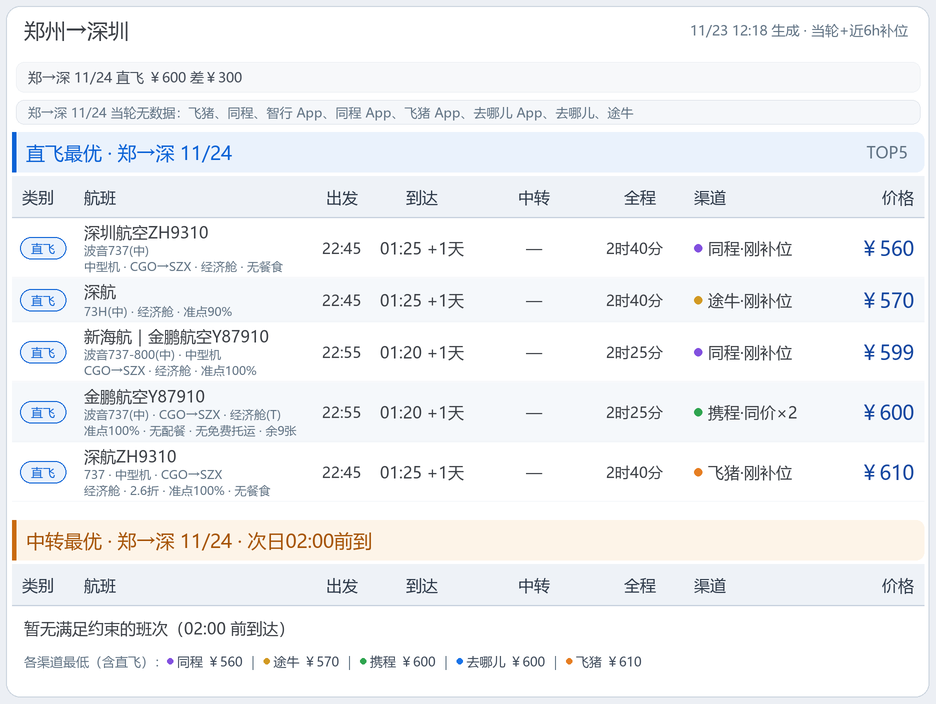 郑州→深圳
11/23 12:18 生成 · 当轮+近6h补位
郑→深 11/24 直飞 ¥600 差¥300
郑→深 11/24 当轮无数据：飞猪、同程、智行 App、同程 App、飞猪 App、去哪儿 App、去哪儿、途牛
直飞最优 · 郑→深 11/24 TOP5
类别 航班 出发 到达 中转 全程 渠道 价格
直飞 深圳航空ZH9310 22:45 01:25 +1天 — 2时40分 同程·刚补位 ¥560
波音737(中)
中型机 · CGO→SZX · 经济舱 · 无餐食
直飞 深航 22:45 01:25 +1天 — 2时40分 途牛·刚补位 ¥570
73H(中) · 经济舱 · 准点90%
直飞 新海航 | 金鹏航空Y87910 22:55 01:20 +1天 — 2时25分 同程·刚补位 ¥599
波音737-800(中) · 中型机
CGO→SZX · 经济舱 · 准点100%
直飞 金鹏航空Y87910 22:55 01:20 +1天 — 2时25分 携程·同价×2 ¥600
波音737(中) · CGO→SZX · 经济舱(T)
准点100% · 无配餐 · 无免费托运 · 余9张
直飞 深航ZH9310 22:45 01:25 +1天 — 2时40分 飞猪·刚补位 ¥610
737 · 中型机 · CGO→SZX
经济舱 · 2.6折 · 准点100% · 无餐食
中转最优 · 郑→深 11/24 · 次日02:00前到
类别 航班 出发 到达 中转 全程 渠道 价格
暂无满足约束的班次（02:00 前到达）
各渠道最低（含直飞）： 同程 ¥560 | 途牛 ¥570 | 携程 ¥600 | 去哪儿 ¥600 | 飞猪 ¥610